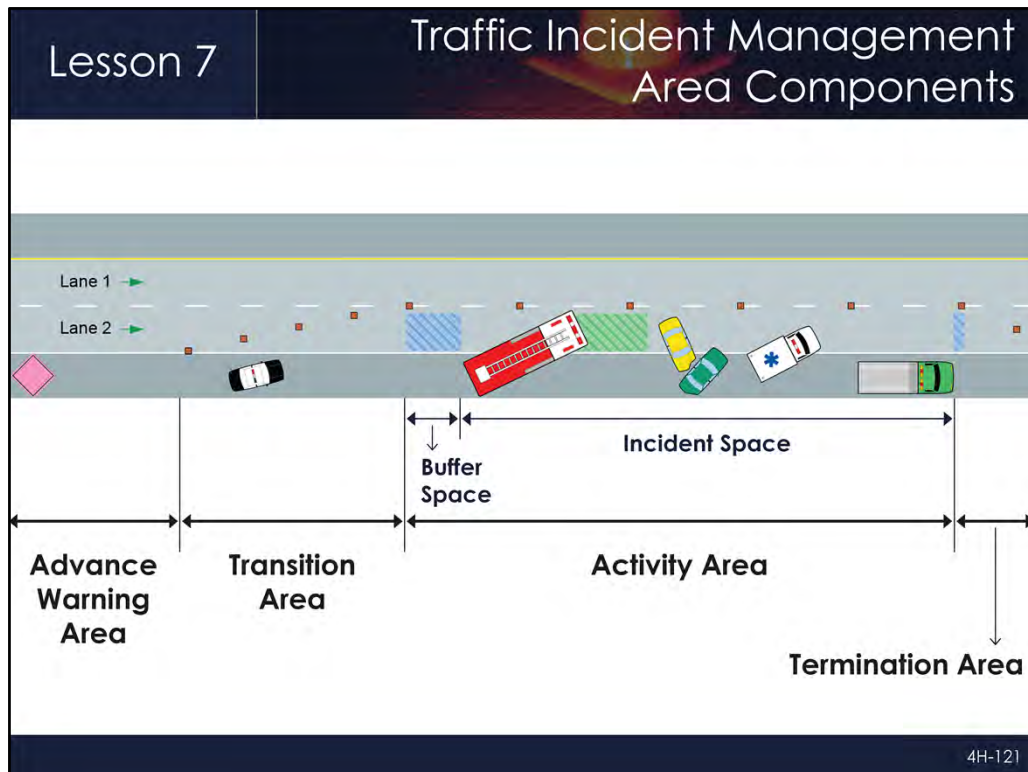 Lesson 7
Traffic Incident Management
Area Components
Lane 1
Lane 2
Incident Space
Buffer
Space
Advance
Warning
Area
Transition
Area
Activity Area
Termination Area
4H-121